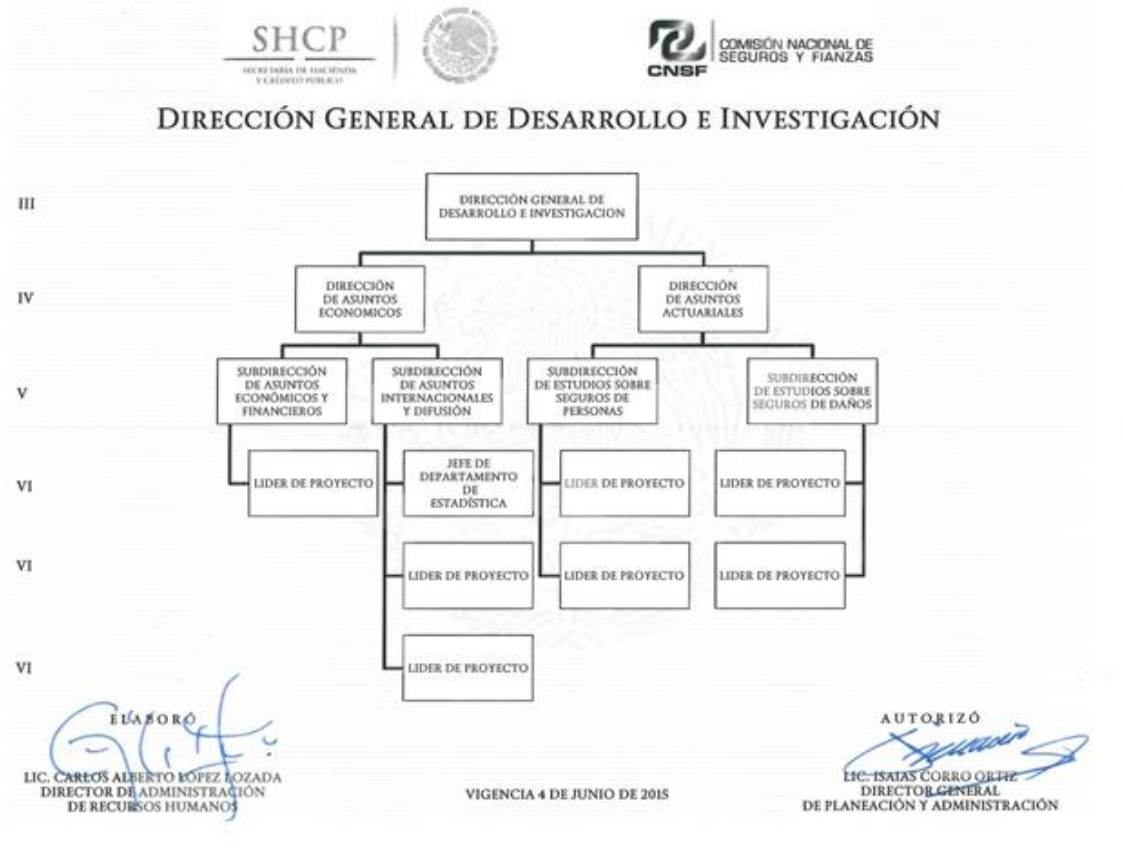 SHCP
SECRETARÍA DE HACIENDA
Y CRÉDITO PÚBLICO
CNSF
COMISIÓN NACIONAL DE
SEGUROS Y FIANZAS
DIRECCIÓN GENERAL DE DESARROLLO E INVESTIGACIÓN
III
DIRECCIÓN GENERAL DE
DESARROLLO E INVESTIGACION
IV
DIRECCIÓN
DE ASUNTOS
ECONOMICOS
DIRECCIÓN
DE ASUNTOS
ACTUARIALES
V
SUBDIRECCIÓN
DE ASUNTOS
ECONÓMICOS Y
FINANCIEROS
SUBDIRECCIÓN
DE ASUNTOS
INTERNACIONALES
Y DIFUSIÓN
SUBDIRECCIÓN
DE ESTUDIOS SOBRE
SEGUROS DE
PERSONAS
SUBDIRECCIÓN
DE ESTUDIOS SOBRE
SEGUROS DE DAÑOS
VI
LIDER DE PROYECTO
JEFE DE
DEPARTAMENTO
DE
ESTADÍSTICA
LIDER DE PROYECTO
LIDER DE PROYECTO
VI
LIDER DE PROYECTO
LIDER DE PROYECTO
LIDER DE PROYECTO
VI
LIDER DE PROYECTO
ELABORÓ
LIC. CARLOS ALBERTO LÓPEZ LOZADA
DIRECTOR DE ADMINISTRACIÓN
DE RECURSOS HUMANOS
VIGENCIA 4 DE JUNIO DE 2015
AUTORIZÓ
LIC. ISAIAS CORRO ORTIZ
DIRECTOR GENERAL
DE PLANEACIÓN Y ADMINISTRACIÓN